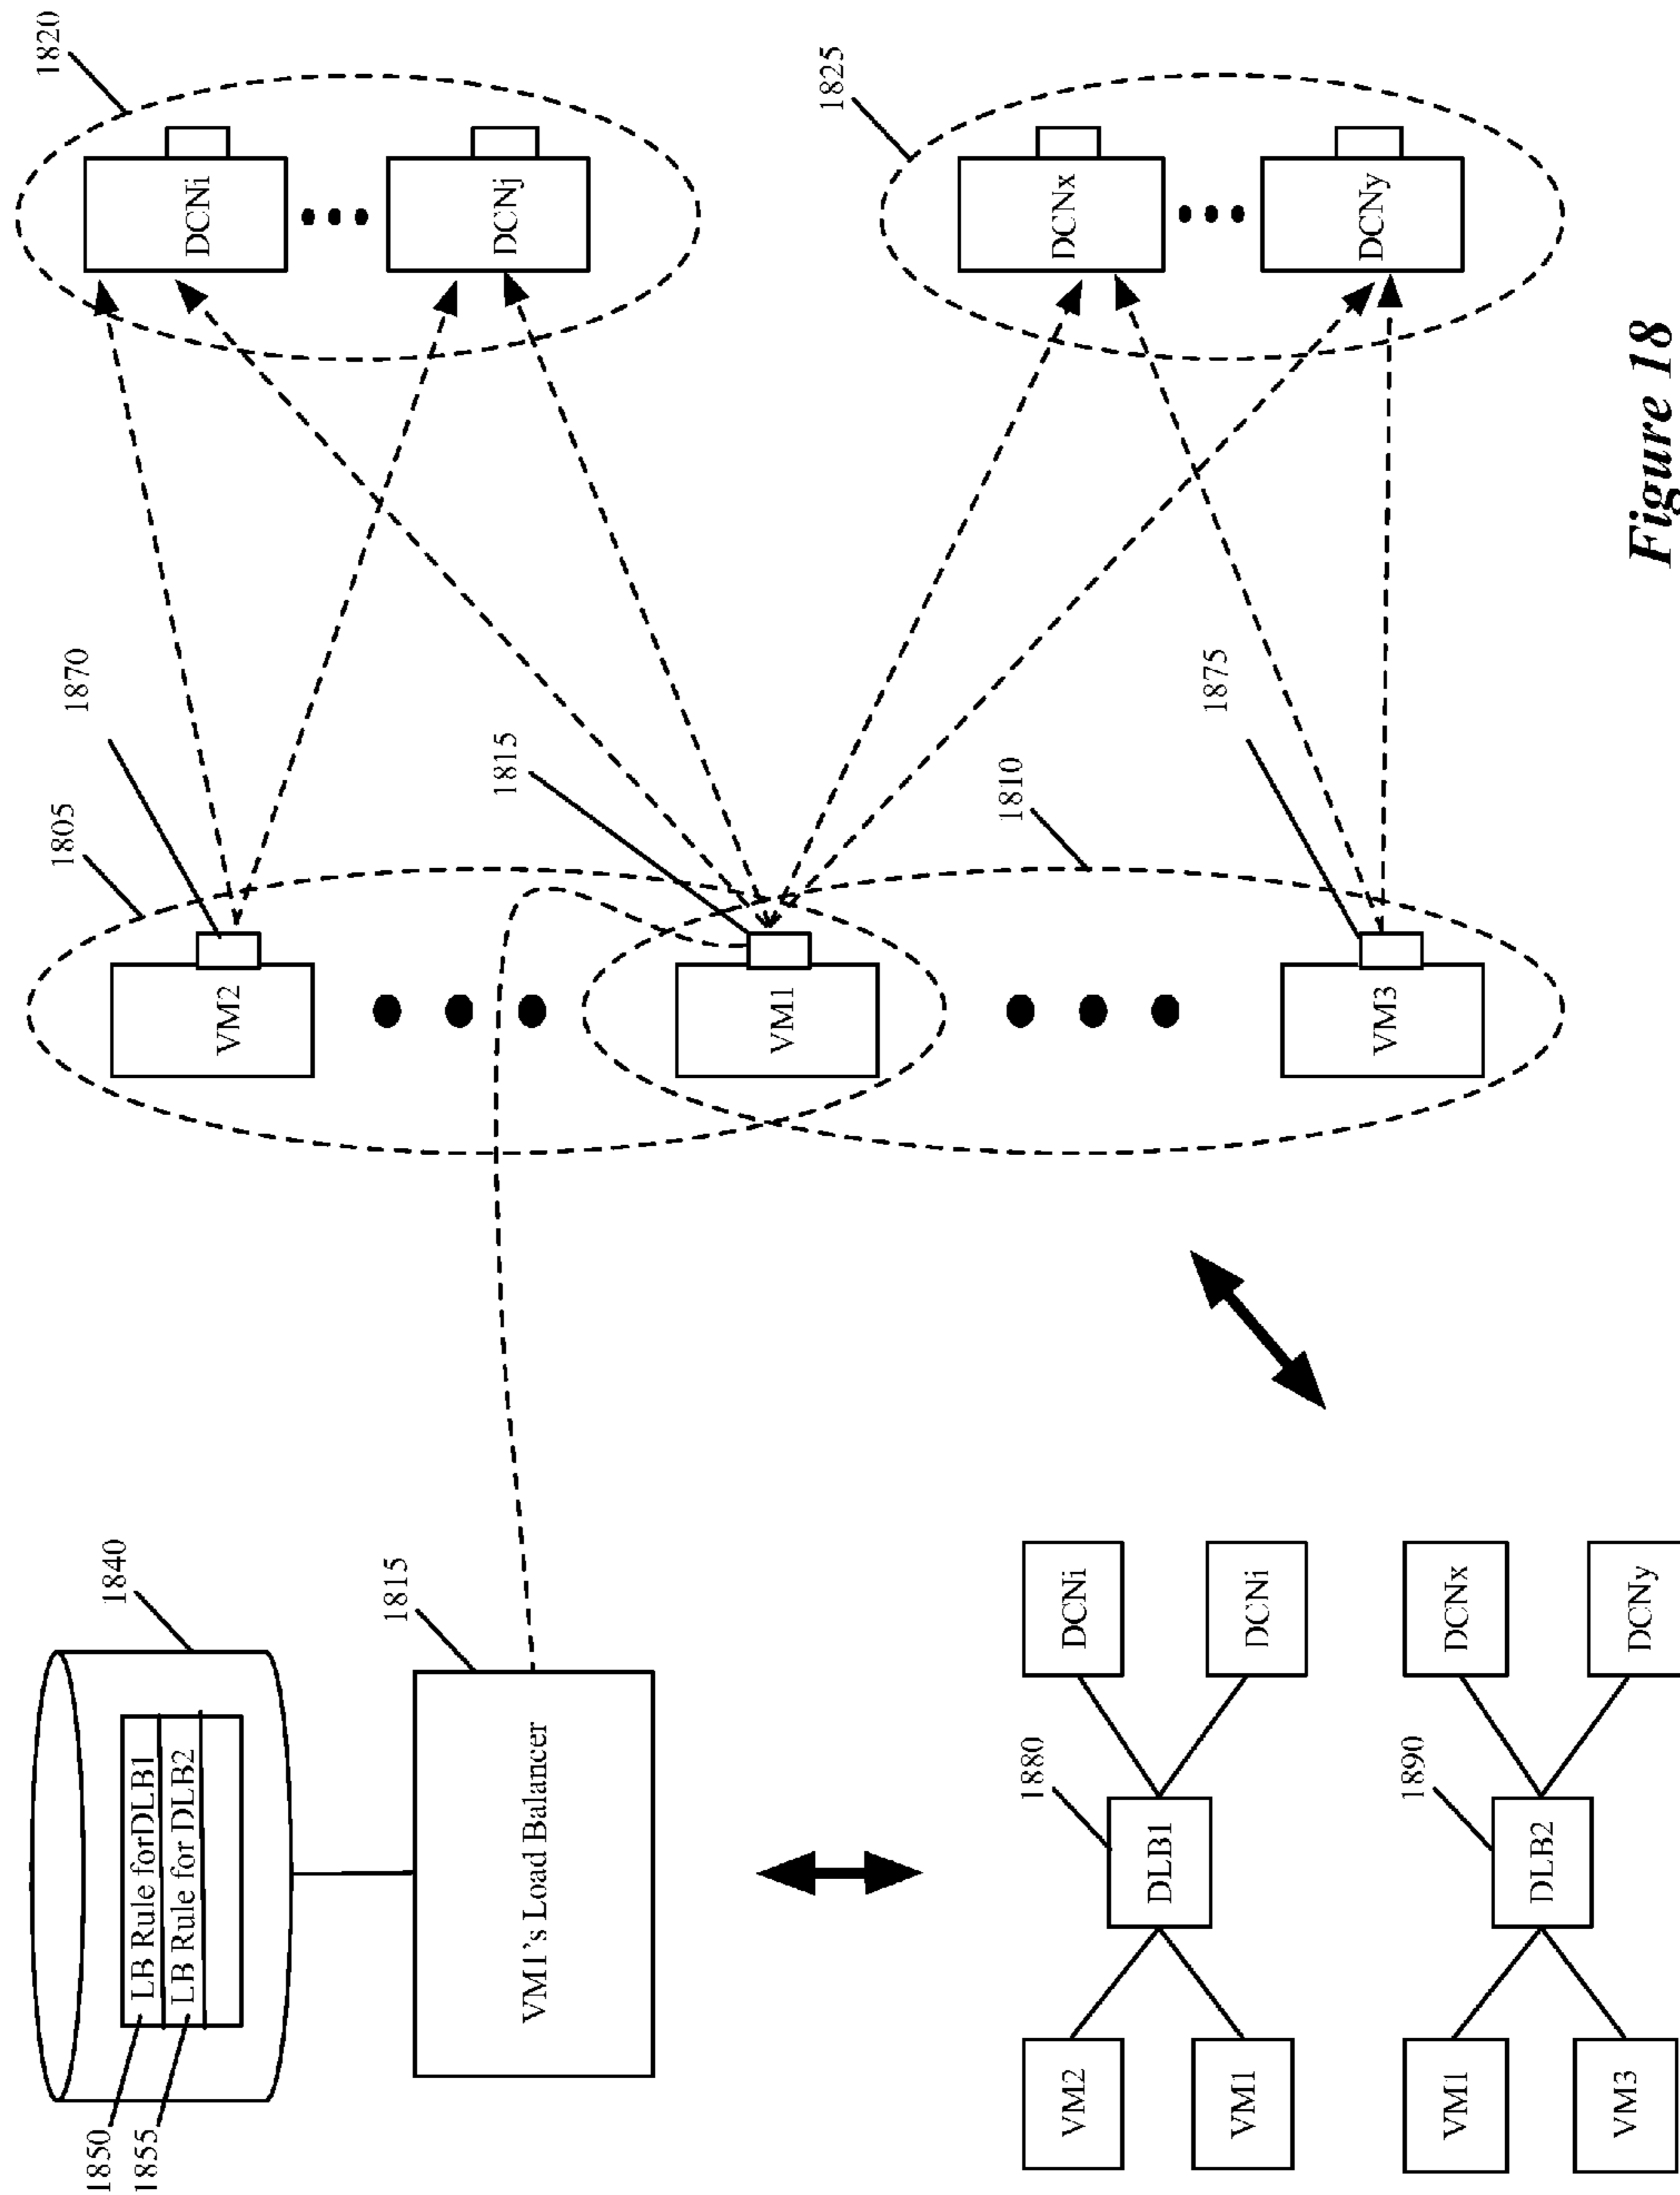 1850
1855
LB Rule forDLB1
LB Rule for DLB2
1840
VM1's Load Balancer
1815
1805
1870
VM2
1815
VM1
1810
1875
VM3
1820
DCNi
DCNj
1825
DCNx
DCNy
VM2
VM1
1880
DLB1
DCNi
DCNi
VM1
VM3
1890
DLB2
DCNx
DCNy
Figure 18